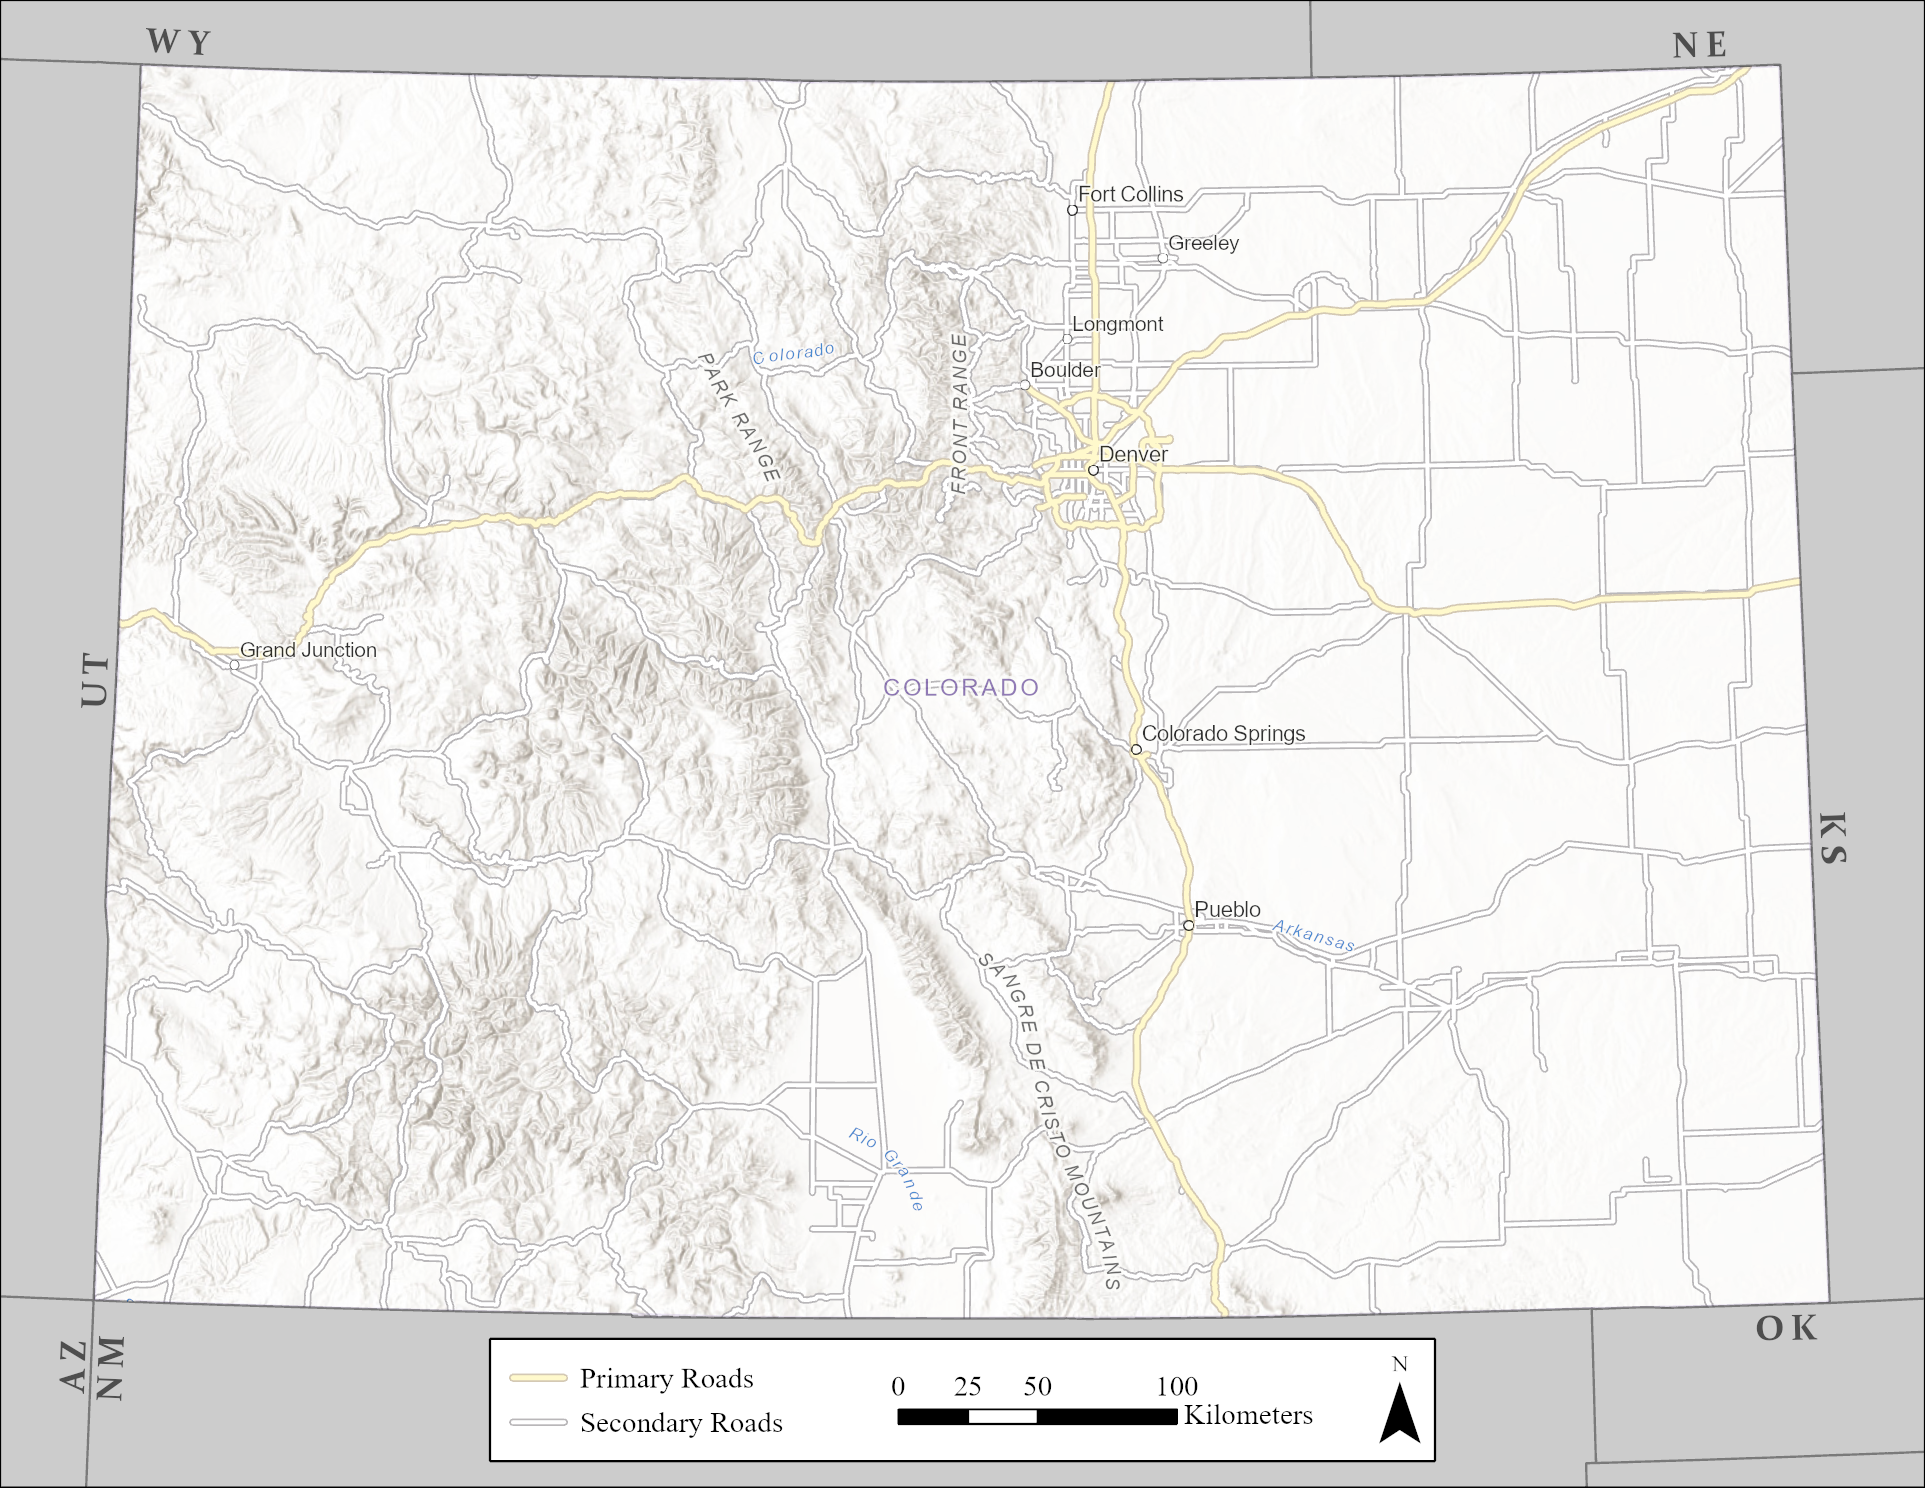 WY
NE
Fort Collins
Greeley
Longmont
Colorado
Boulder
PARK RANGE
FRONT RANGE
Denver
Grand Junction
UT
COLORADO
Colorado Springs
KS
Pueblo
Arkansas
SANGRE DE CRISTO MOUNTAINS
Rio Grande
OK
AZ
NM
Primary Roads
Secondary Roads
0 25 50 100
Kilometers
N